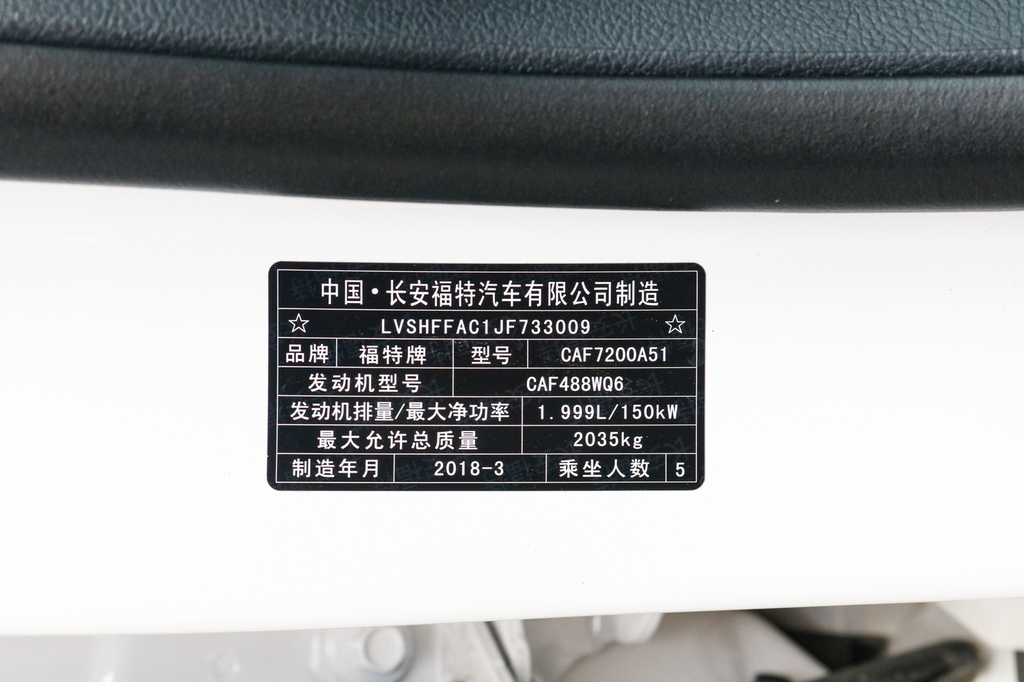 中国·长安福特汽车有限公司制造
☆ LVSHFFAC1JF733009 ☆
品牌 福特牌 型号 CAF7200A51
发动机型号 CAF488WQ6
发动机排量/最大净功率 1.999L/150kW
最大允许总质量 2035kg
制造年月 2018-3 乘坐人数 5